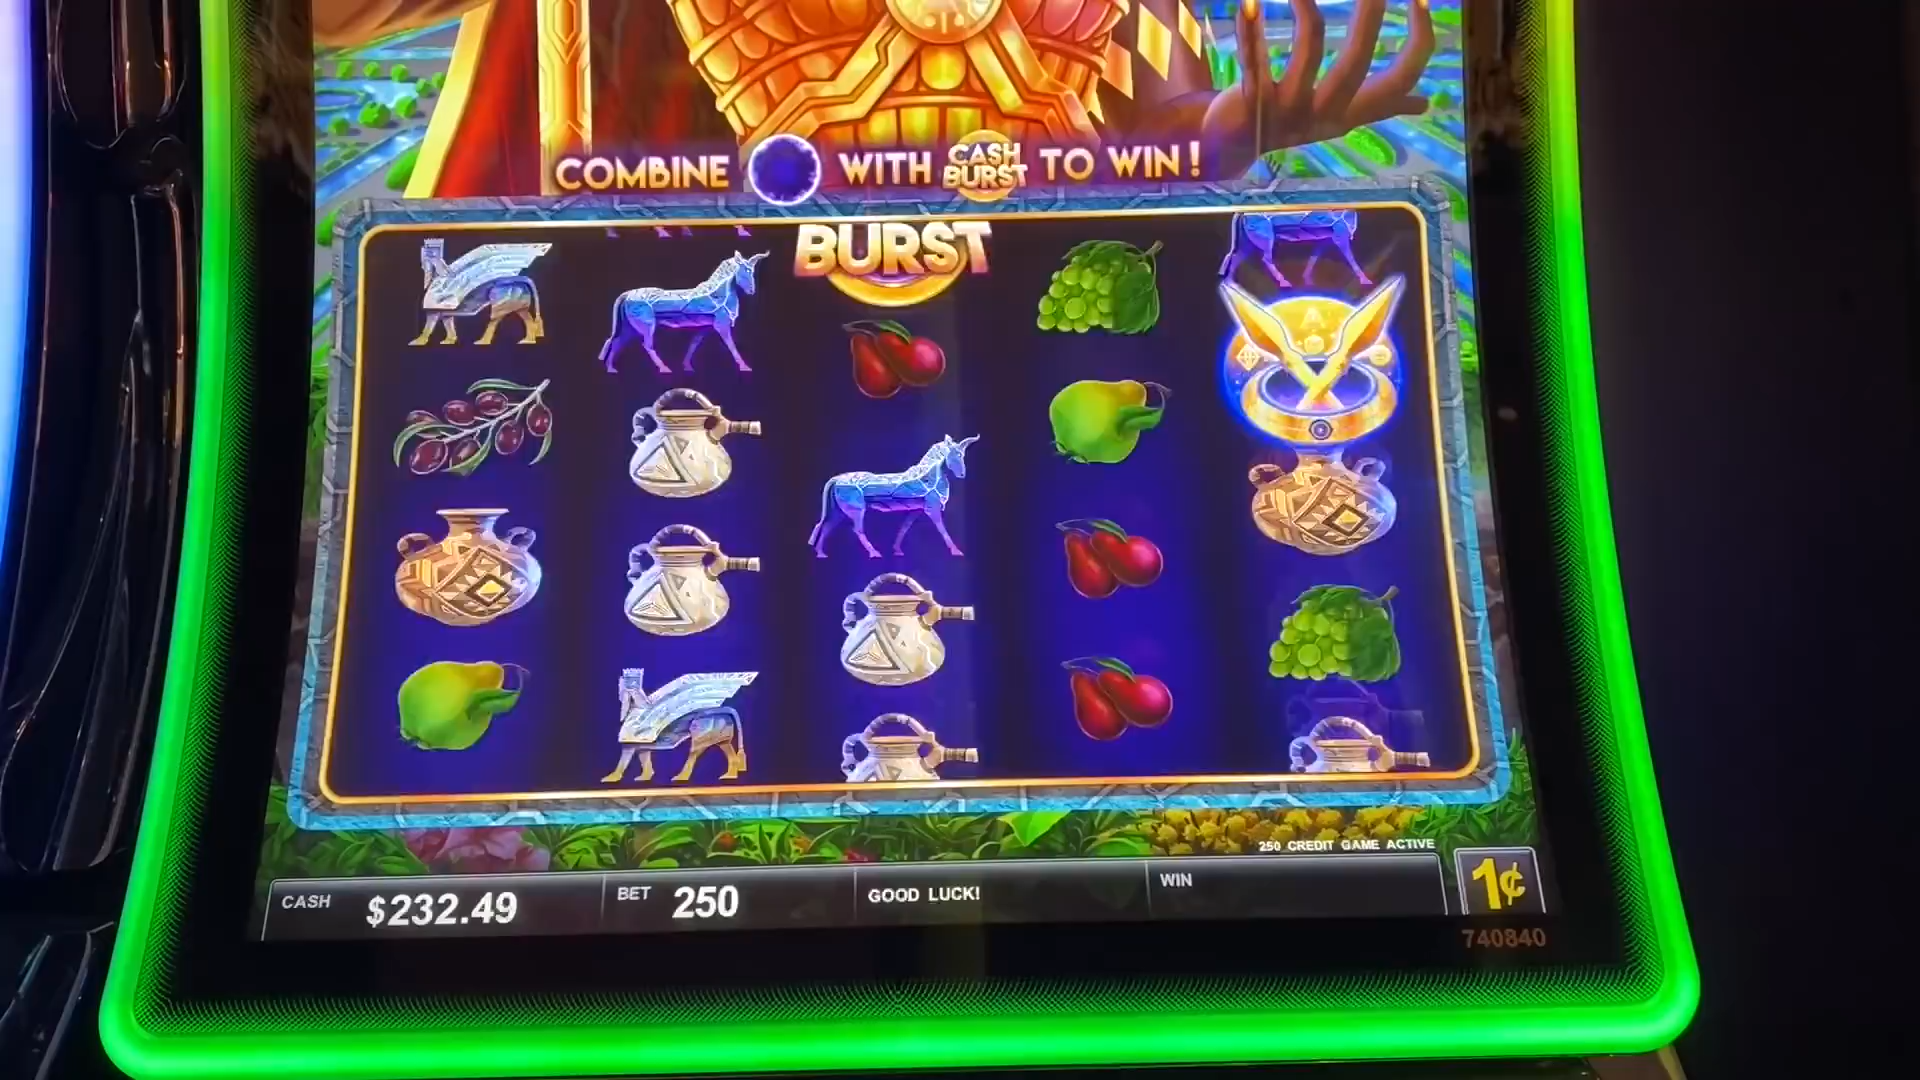 COMBINE WITH CASH BURST TO WIN!
BURST
250 CREDIT GAME ACTIVE
CASH $232.49 BET 250 GOOD LUCK! WIN 1¢
740840